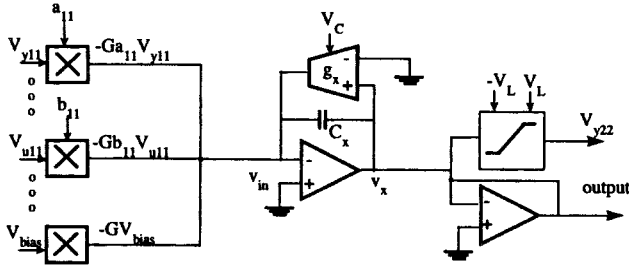 a11
Vy11
-Ga11Vy11
o
o
o
b11
Vu11
-Gb11Vu11
o
o
o
Vbias
-GVbias
VC
gx
-
+
Cx
-
+
vin
vx
-VL
VL
Vy22
output
-
+